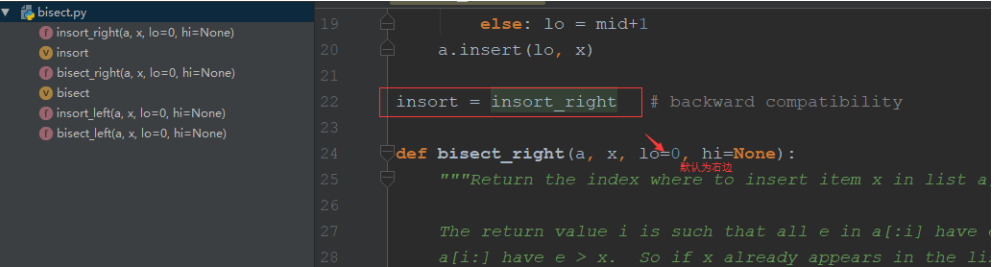 bisect.py
insort_right(a, x, lo=0, hi=None)
insort
bisect_right(a, x, lo=0, hi=None)
bisect
insort_left(a, x, lo=0, hi=None)
bisect_left(a, x, lo=0, hi=None)
19 else: lo = mid+1
20 a.insert(lo, x)
21
22 insort = insort_right # backward compatibility
23
24 def bisect_right(a, x, lo=0, hi=None):
默认为右边
25 """Return the index where to insert item x in list a
26
27 The return value i is such that all e in a[:i] have
28 a[i:] have e > x. So if x already appears in the